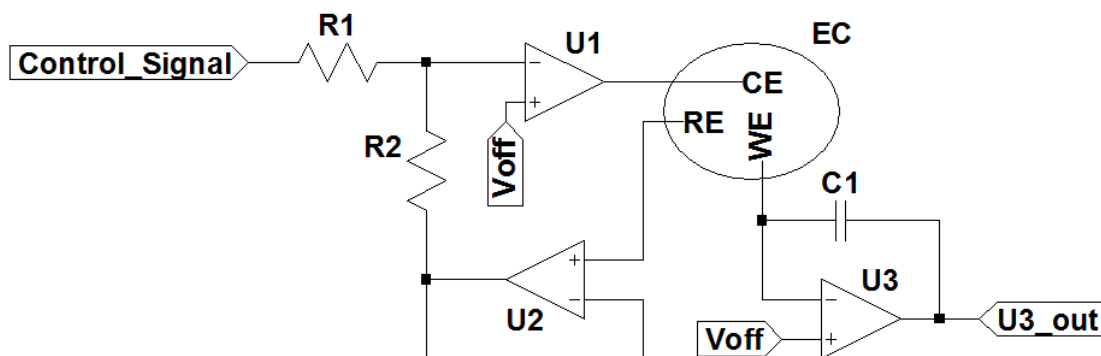 R1
U1
EC
Control_Signal
−
+
CE
RE
WE
R2
Voff
C1
+
−
U2
U3
−
+
Voff
U3_out